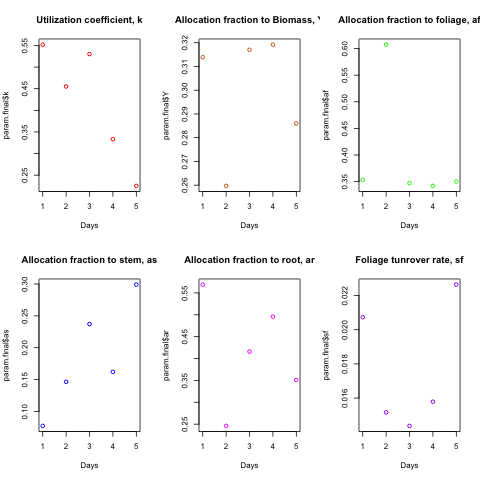 Utilization coefficient, k
param.final$k
0.25
0.35
0.45
0.55
1 2 3 4 5
Days
Allocation fraction to Biomass, Y
param.final$Y
0.26
0.27
0.28
0.29
0.30
0.31
0.32
1 2 3 4 5
Days
Allocation fraction to foliage, af
param.final$af
0.35
0.40
0.45
0.50
0.55
0.60
1 2 3 4 5
Days
Allocation fraction to stem, as
param.final$as
0.10
0.15
0.20
0.25
0.30
1 2 3 4 5
Days
Allocation fraction to root, ar
param.final$ar
0.25
0.35
0.45
0.55
1 2 3 4 5
Days
Foliage tunrover rate, sf
param.final$sf
0.016
0.018
0.020
0.022
1 2 3 4 5
Days